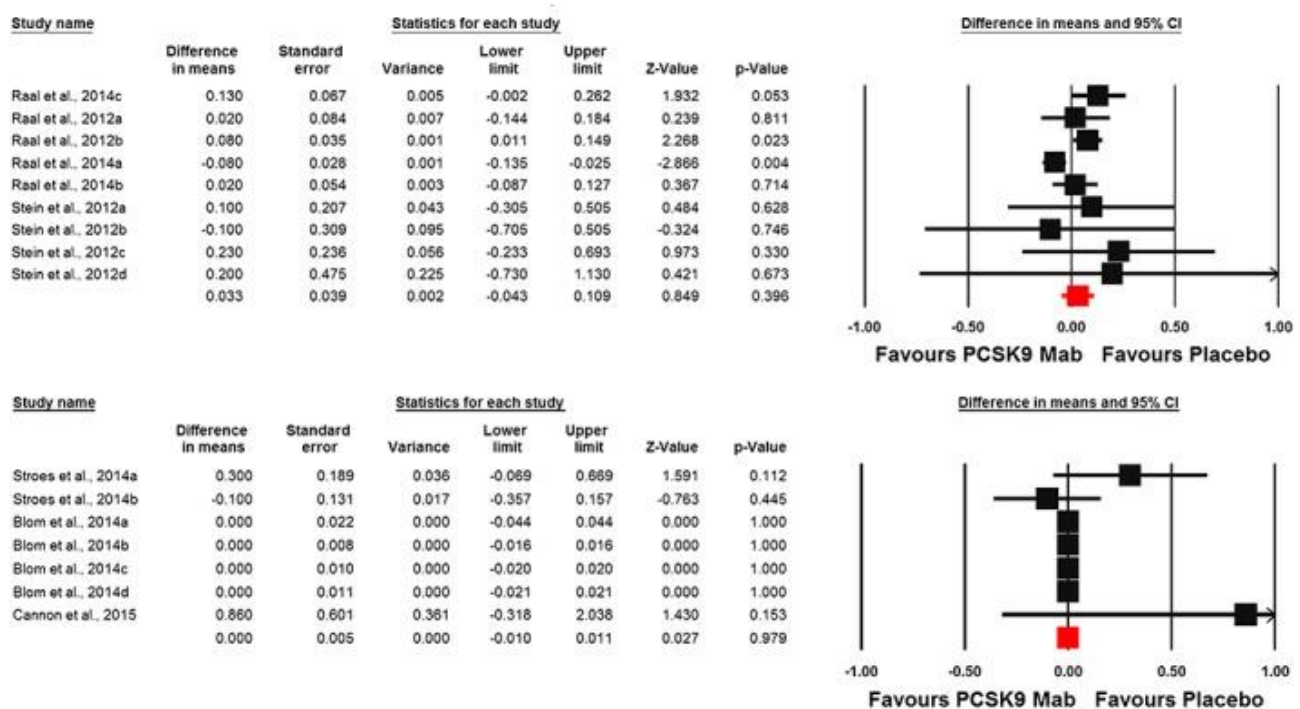 Study name Statistics for each study Difference in means and 95% CI
Difference in means Standard error Variance Lower limit Upper limit Z-Value p-Value
Raal et al., 2014c 0.130 0.067 0.005 -0.002 0.262 1.932 0.053
Raal et al., 2012a 0.020 0.084 0.007 -0.144 0.184 0.239 0.811
Raal et al., 2012b 0.080 0.035 0.001 0.011 0.149 2.268 0.023
Raal et al., 2014a -0.080 0.028 0.001 -0.135 -0.025 -2.866 0.004
Raal et al., 2014b 0.020 0.054 0.003 -0.087 0.127 0.367 0.714
Stein et al., 2012a 0.100 0.207 0.043 -0.305 0.505 0.484 0.628
Stein et al., 2012b -0.100 0.309 0.095 -0.705 0.505 -0.324 0.746
Stein et al., 2012c 0.230 0.236 0.056 -0.233 0.693 0.973 0.330
Stein et al., 2012d 0.200 0.475 0.225 -0.730 1.130 0.421 0.673
0.033 0.039 0.002 -0.043 0.109 0.849 0.396
-1.00 -0.50 0.00 0.50 1.00
Favours PCSK9 Mab Favours Placebo
Study name Statistics for each study Difference in means and 95% CI
Difference in means Standard error Variance Lower limit Upper limit Z-Value p-Value
Stroes et al., 2014a 0.300 0.189 0.036 -0.069 0.669 1.591 0.112
Stroes et al., 2014b -0.100 0.131 0.017 -0.357 0.157 -0.763 0.445
Blom et al., 2014a 0.000 0.022 0.000 -0.044 0.044 0.000 1.000
Blom et al., 2014b 0.000 0.008 0.000 -0.016 0.016 0.000 1.000
Blom et al., 2014c 0.000 0.010 0.000 -0.020 0.020 0.000 1.000
Blom et al., 2014d 0.000 0.011 0.000 -0.021 0.021 0.000 1.000
Cannon et al., 2015 0.860 0.601 0.361 -0.318 2.038 1.430 0.153
0.000 0.005 0.000 -0.010 0.011 0.027 0.979
-1.00 -0.50 0.00 0.50 1.00
Favours PCSK9 Mab Favours Placebo